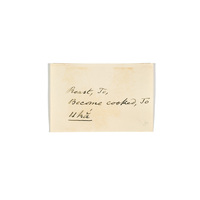 Roast, To,
Become cooked, To